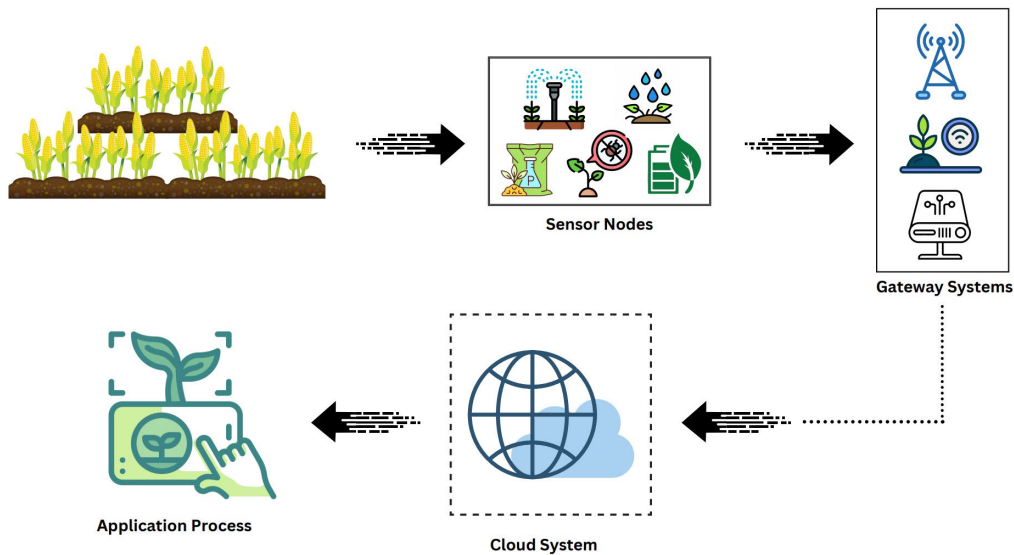 Sensor Nodes
Gateway Systems
P
Application Process
Cloud System